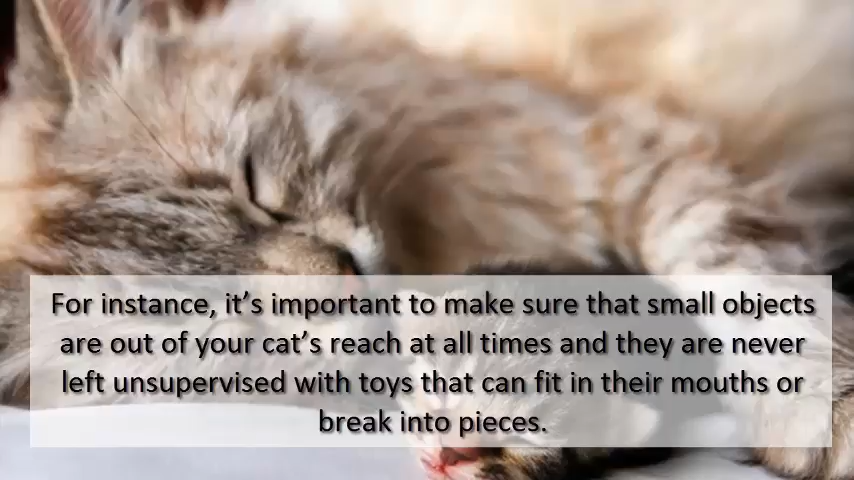 For instance, it’s important to make sure that small objects
are out of your cat’s reach at all times and they are never
left unsupervised with toys that can fit in their mouths or
break into pieces.